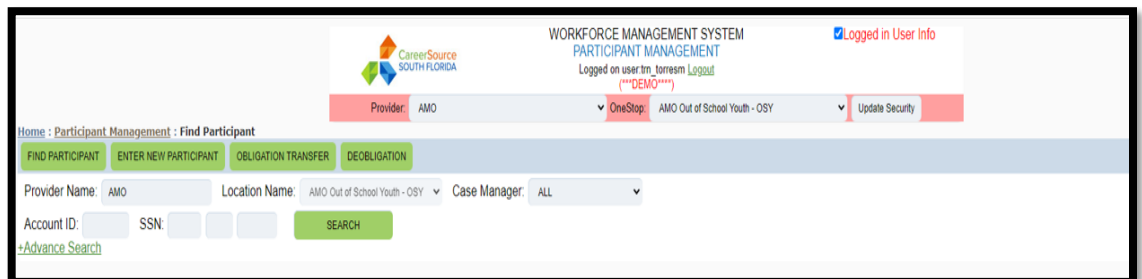 WORKFORCE MANAGEMENT SYSTEM
PARTICIPANT MANAGEMENT
Logged on user:trn_torresm Logout
(***DEMO****)
Logged in User Info
CareerSource
SOUTH FLORIDA
Provider: AMO OneStop: AMO Out of School Youth - OSY Update Security
Home : Participant Management : Find Participant
FIND PARTICIPANT ENTER NEW PARTICIPANT OBLIGATION TRANSFER DEOBLIGATION
Provider Name: AMO Location Name: AMO Out of School Youth - OSY Case Manager: ALL
Account ID: SSN: SEARCH
+Advance Search